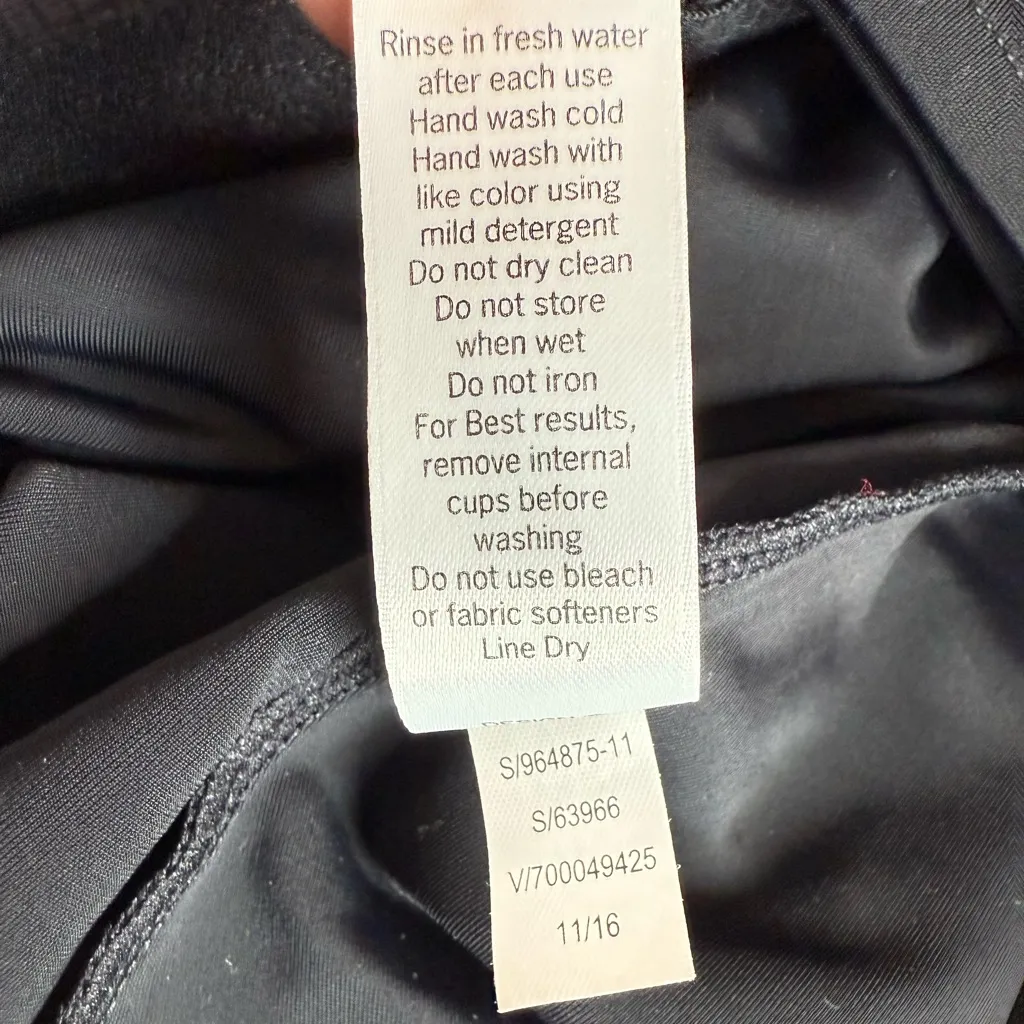 Rinse in fresh water
after each use
Hand wash cold
Hand wash with
like color using
mild detergent
Do not dry clean
Do not store
when wet
Do not iron
For Best results,
remove internal
cups before
washing
Do not use bleach
or fabric softeners
Line Dry
S/964875-11
S/63966
V/700049425
11/16